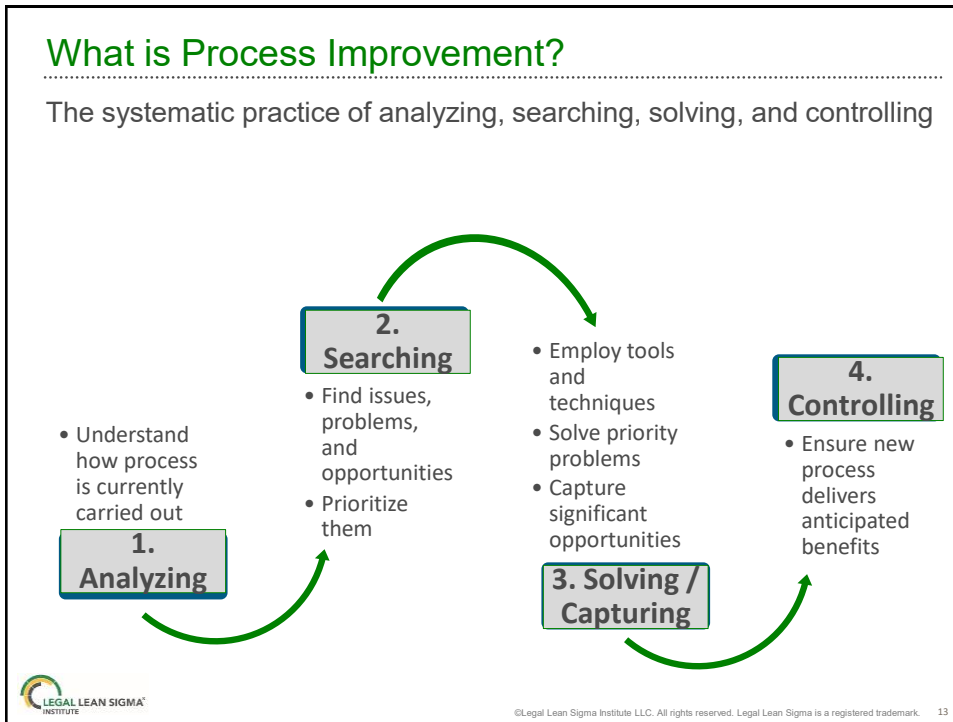 What is Process Improvement?
The systematic practice of analyzing, searching, solving, and controlling
• Understand
how process
is currently
carried out
1.
Analyzing
2.
Searching
• Find issues,
problems,
and
opportunities
• Prioritize
them
• Employ tools
and
techniques
• Solve priority
problems
• Capture
significant
opportunities
3. Solving /
Capturing
4.
Controlling
• Ensure new
process
delivers
anticipated
benefits
LEGAL LEAN SIGMA
INSTITUTE
©Legal Lean Sigma Institute LLC. All rights reserved. Legal Lean Sigma is a registered trademark. 13